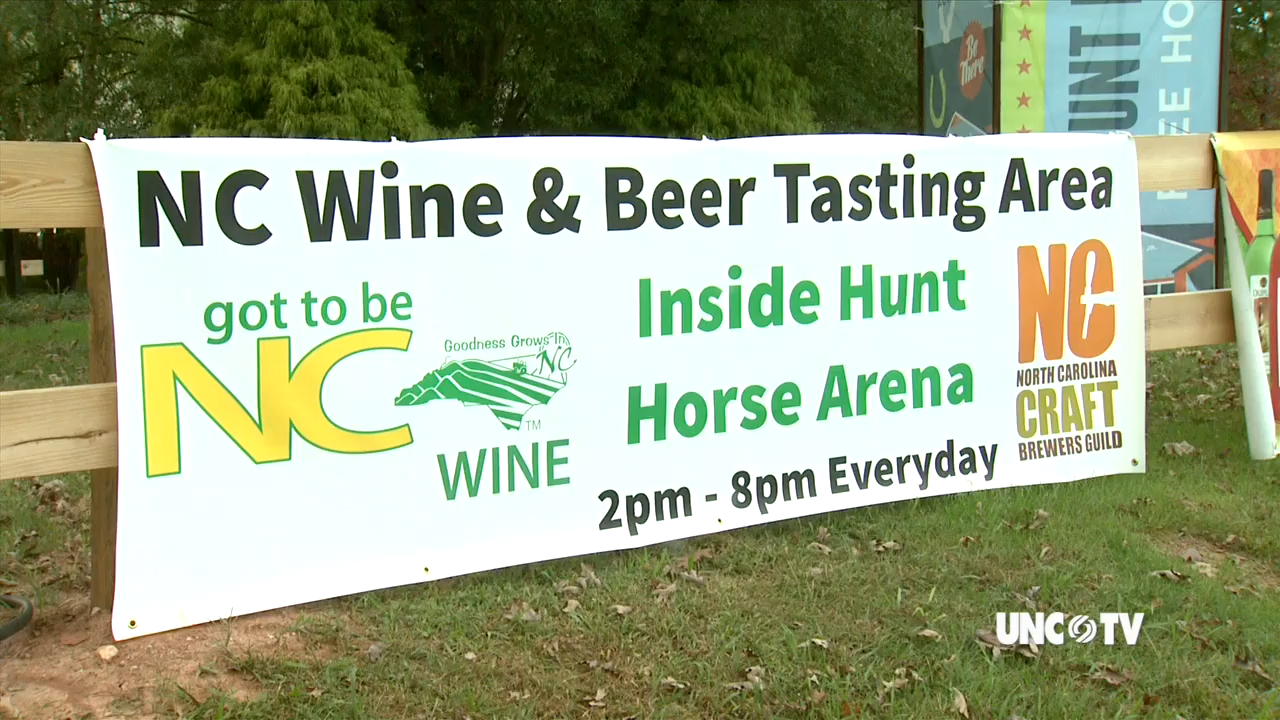 NC Wine & Beer Tasting Area
got to be
NC
Goodness Grows In
NC
TM
WINE
Inside Hunt
Horse Arena
2pm - 8pm Everyday
NC
NORTH CAROLINA
CRAFT
BREWERS GUILD
Be
There
UNC TV